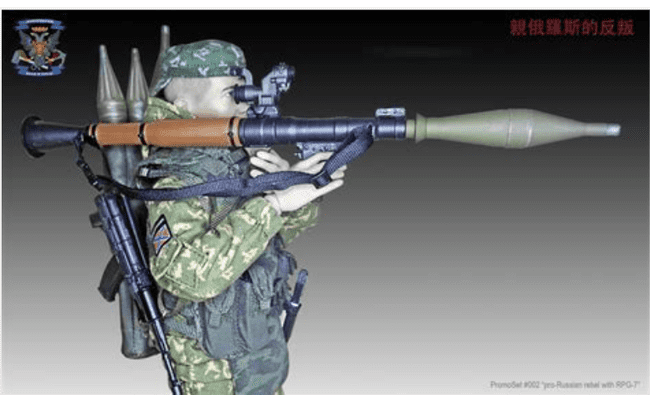 親俄羅斯的反叛
PromoSet #002 "pro-Russian rebel with RPG-7"